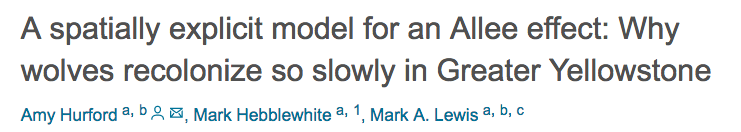 A spatially explicit model for an Allee effect: Why
wolves recolonize so slowly in Greater Yellowstone
Amy Hurford a, b, Mark Hebblewhite a, 1, Mark A. Lewis a, b, c